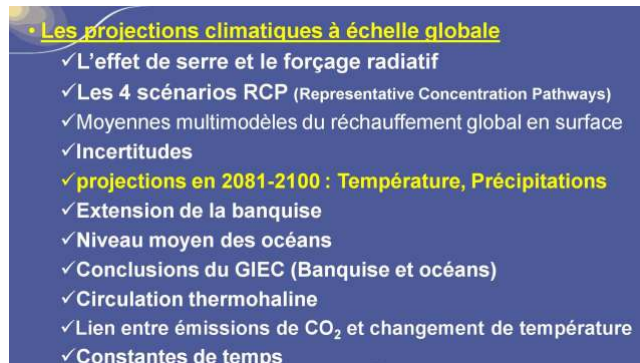 • Les projections climatiques à échelle globale
✓L'effet de serre et le forçage radiatif
✓Les 4 scénarios RCP (Representative Concentration Pathways)
✓Moyennes multimodèles du réchauffement global en surface
✓Incertitudes
✓projections en 2081-2100 : Température, Précipitations
✓Extension de la banquise
✓Niveau moyen des océans
✓Conclusions du GIEC (Banquise et océans)
✓Circulation thermohaline
✓Lien entre émissions de CO₂ et changement de température
✓Constantes de temps